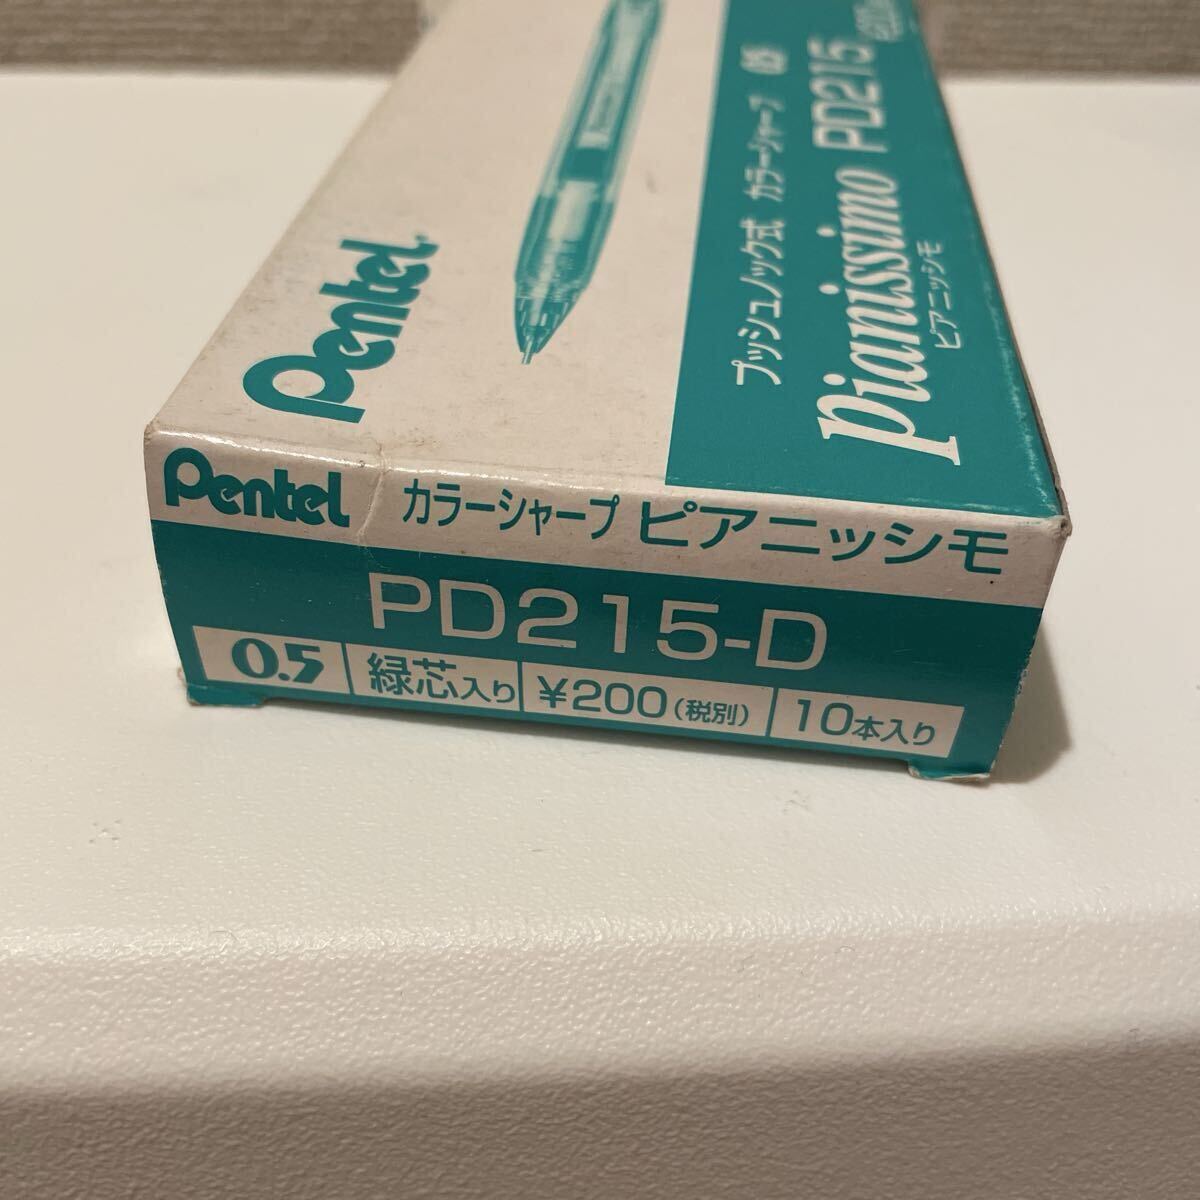 Pentel
プッシュノック式 カラーシャープ 0.5
pianissimo PD215
ピアニッシモ
Pentel カラーシャープ ピアニッシモ
PD215-D
0.5 緑芯入り ¥200(税別) 10本入り